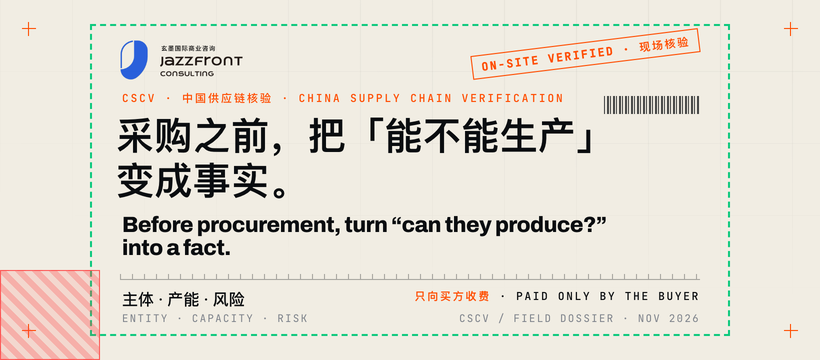 玄墨国际商业咨询
JAZZFRONT
CONSULTING
ON-SITE VERIFIED · 现场核验
CSCV · 中国供应链核验 · CHINA SUPPLY CHAIN VERIFICATION
采购之前，把「能不能生产」
变成事实。
Before procurement, turn “can they produce?”
into a fact.
主体 · 产能 · 风险
只向买方收费 · PAID ONLY BY THE BUYER
ENTITY · CAPACITY · RISK
CSCV / FIELD DOSSIER · NOV 2026